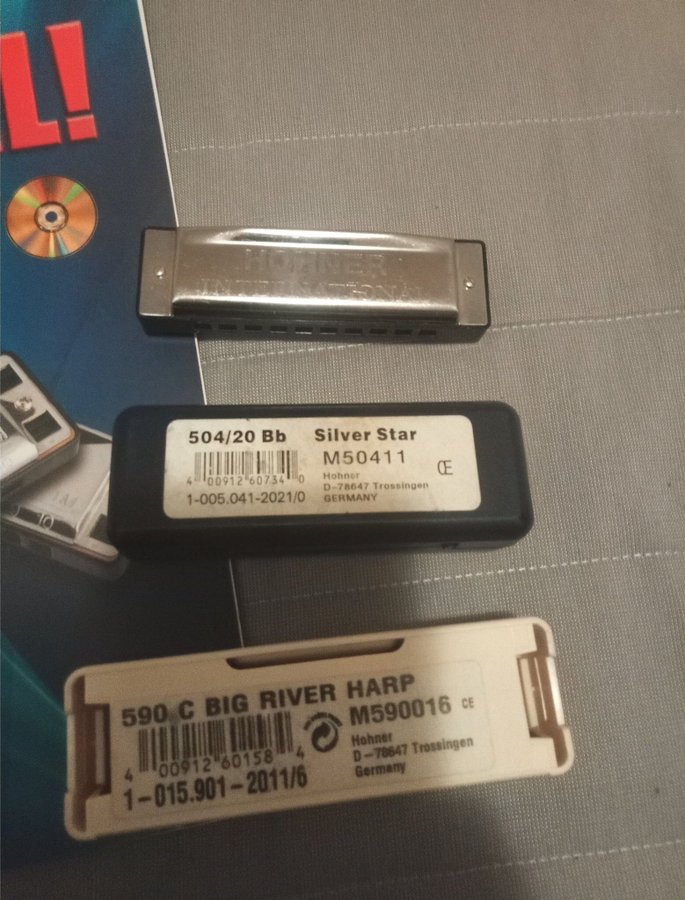 L!
HOHNER
INTERNATIONAL
504/20 Bb Silver Star
M50411 CE
4 00912 60734 0
Hohner
D-78647 Trossingen
1-005.041-2021/0 GERMANY
590 C BIG RIVER HARP
M590016 CE
4 00912 60158 4
Hohner
D-78647 Trossingen
Germany
1-015.901-2011/6